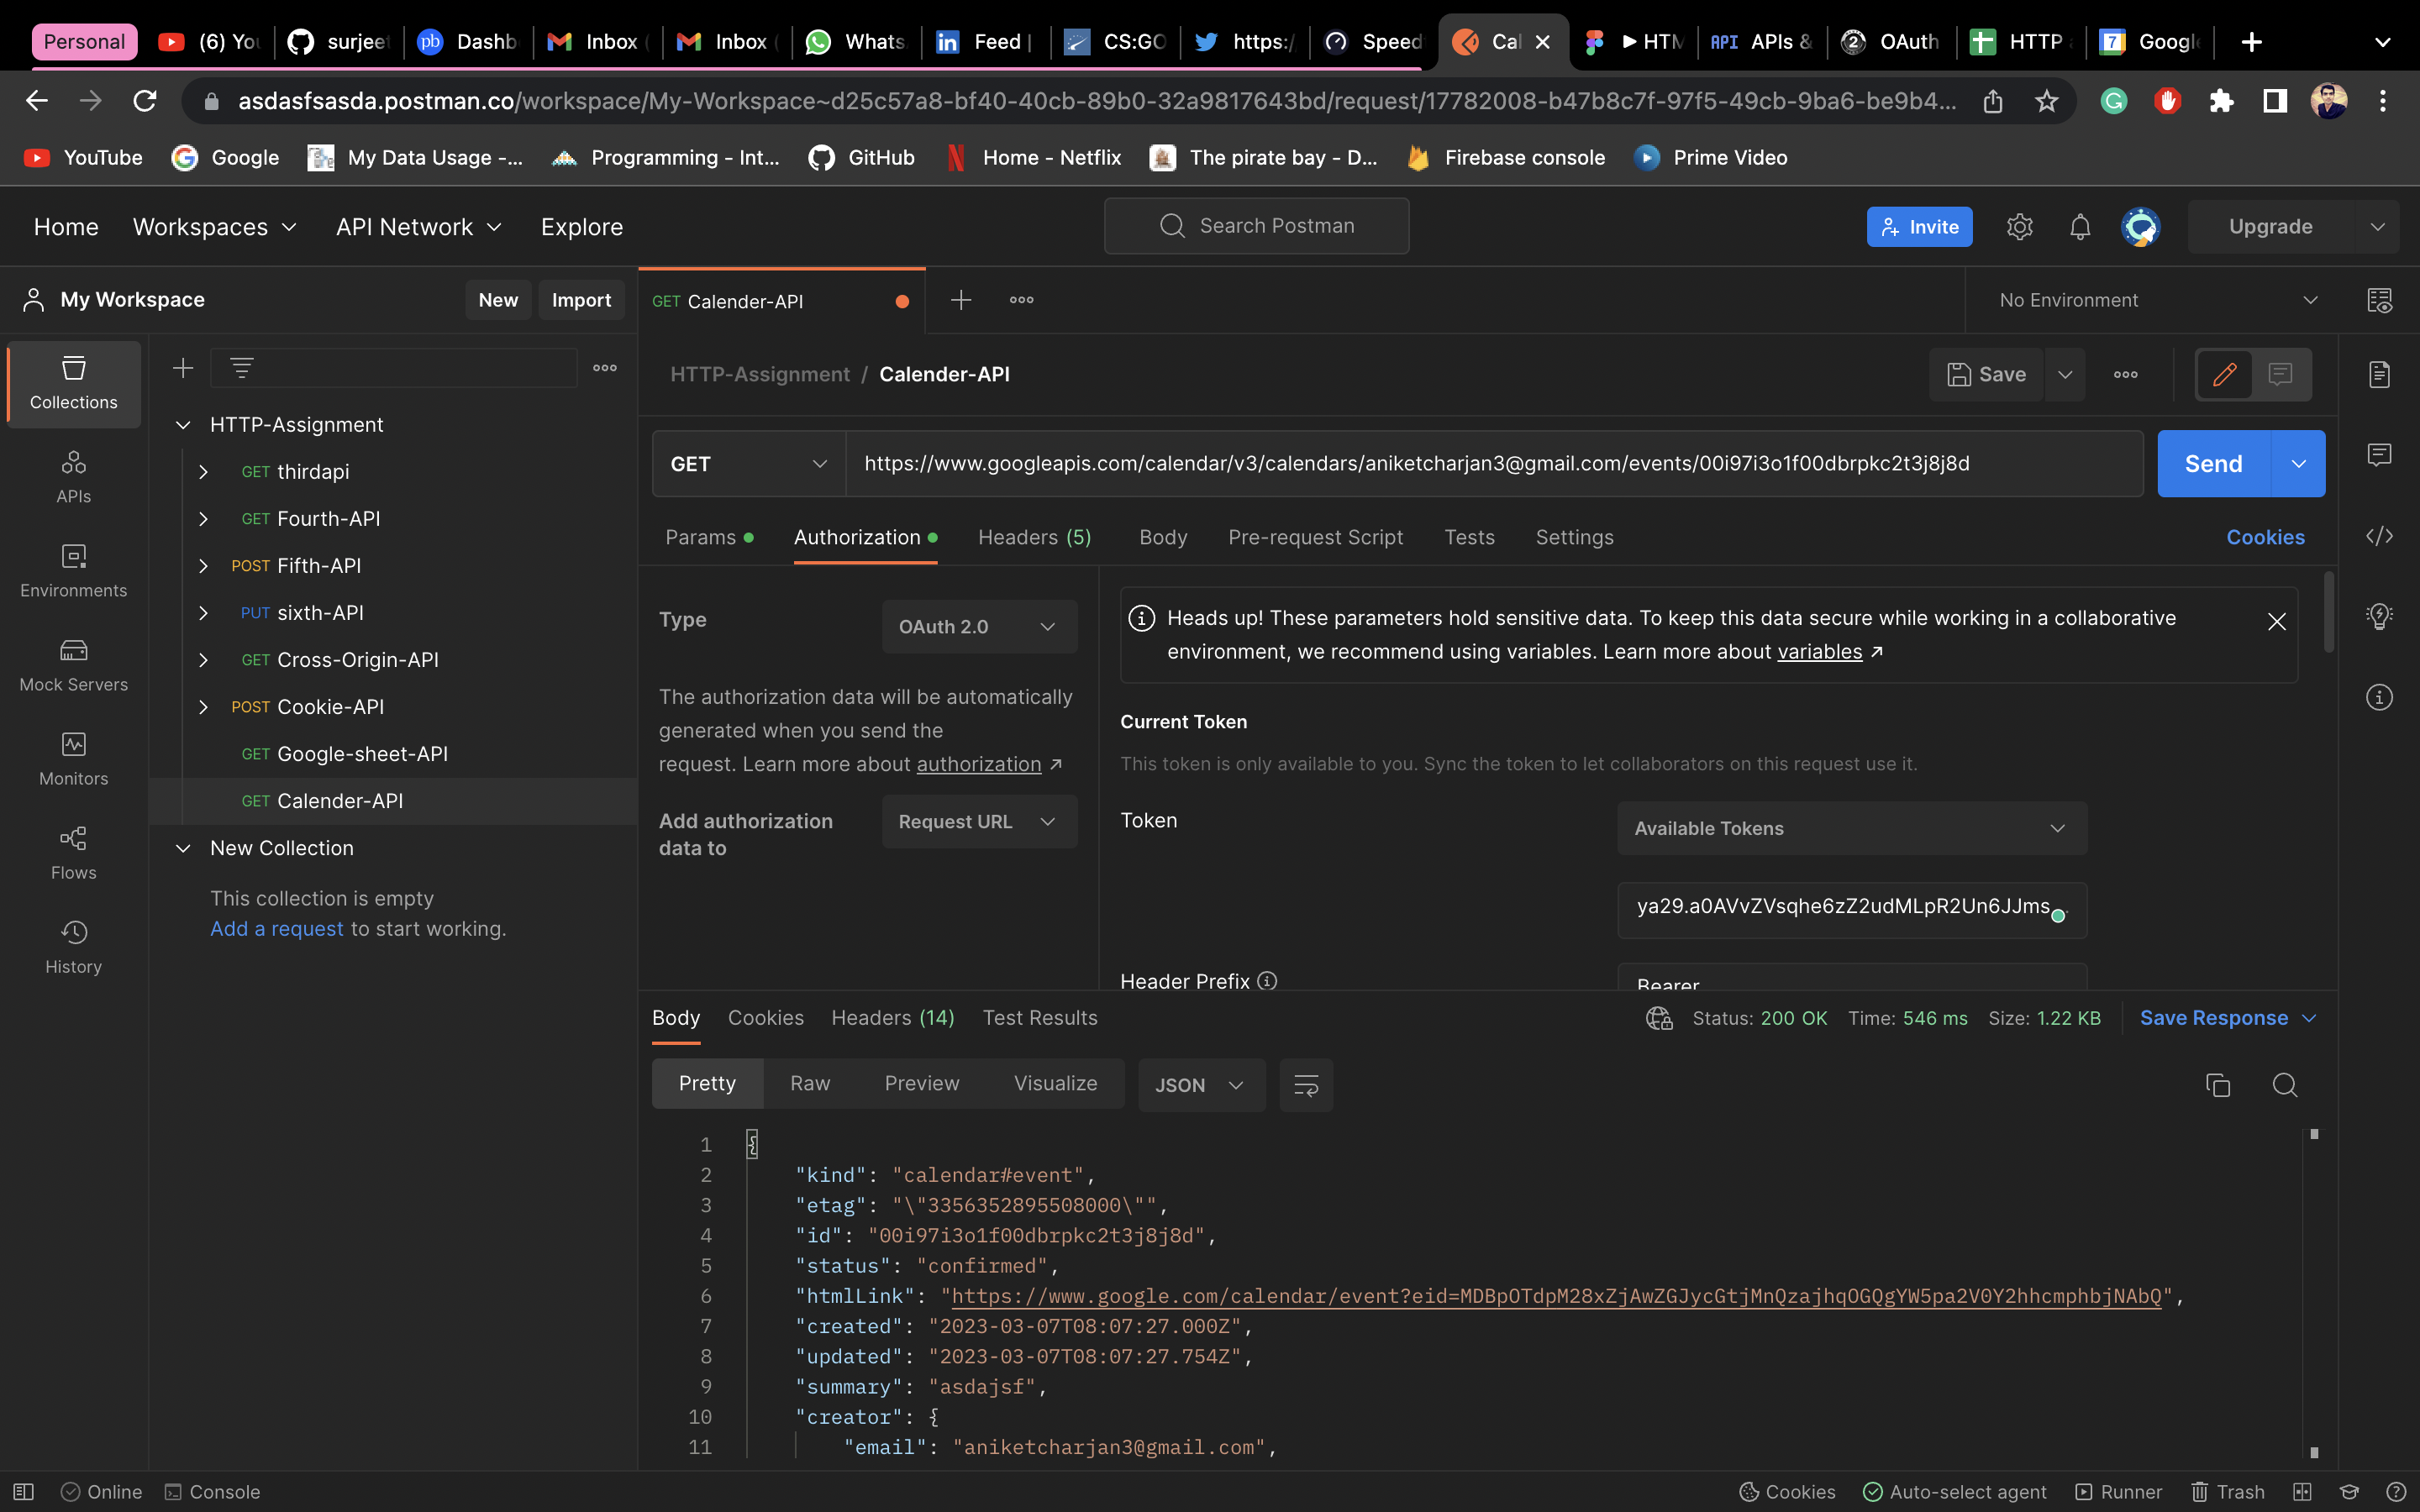 Personal (6) You surjeet Dashb Inbox ( Inbox ( Whats Feed | CS:GO https:/ Speed Cal HTM API APIs & OAuth HTTP Google
asdasfsasda.postman.co/workspace/My-Workspace~d25c57a8-bf40-40cb-89b0-32a9817643bd/request/17782008-b47b8c7f-97f5-49cb-9ba6-be9b4...
YouTube Google My Data Usage -... Programming - Int... GitHub Home - Netflix The pirate bay - D... Firebase console Prime Video
Home Workspaces API Network Explore Search Postman Invite Upgrade
My Workspace New Import GET Calender-API No Environment
Collections
APIs
Environments
Mock Servers
Monitors
Flows
History
HTTP-Assignment
GET thirdapi
GET Fourth-API
POST Fifth-API
PUT sixth-API
GET Cross-Origin-API
POST Cookie-API
GET Google-sheet-API
GET Calender-API
New Collection
This collection is empty
Add a request to start working.
HTTP-Assignment / Calender-API Save
GET https://www.googleapis.com/calendar/v3/calendars/aniketcharjan3@gmail.com/events/00i97i3o1f00dbrpkc2t3j8j8d Send
Params Authorization Headers (5) Body Pre-request Script Tests Settings Cookies
Type OAuth 2.0
The authorization data will be automatically
generated when you send the
request. Learn more about authorization ↗
Add authorization
data to
Request URL
Heads up! These parameters hold sensitive data. To keep this data secure while working in a collaborative
environment, we recommend using variables. Learn more about variables ↗
Current Token
This token is only available to you. Sync the token to let collaborators on this request use it.
Token Available Tokens
ya29.a0AVvZVsqhe6zZ2udMLpR2Un6JJms
Header Prefix Bearer
Body Cookies Headers (14) Test Results Status: 200 OK Time: 546 ms Size: 1.22 KB Save Response
Pretty Raw Preview Visualize JSON
1 {
2 "kind": "calendar#event",
3 "etag": "\"3356352895508000\"",
4 "id": "00i97i3o1f00dbrpkc2t3j8j8d",
5 "status": "confirmed",
6 "htmlLink": "https://www.google.com/calendar/event?eid=MDBpOTdpM28xZjAwZGJycGtjMnQzajhqOGQgYW5pa2V0Y2hhcmphbjNAbQ",
7 "created": "2023-03-07T08:07:27.000Z",
8 "updated": "2023-03-07T08:07:27.754Z",
9 "summary": "asdajsf",
10 "creator": {
11 "email": "aniketcharjan3@gmail.com",
Online Console Cookies Auto-select agent Runner Trash